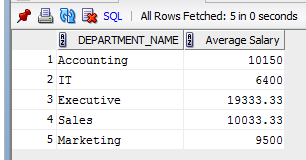 SQL | All Rows Fetched: 5 in 0 seconds
DEPARTMENT_NAME Average Salary
1 Accounting 10150
2 IT 6400
3 Executive 19333.33
4 Sales 10033.33
5 Marketing 9500